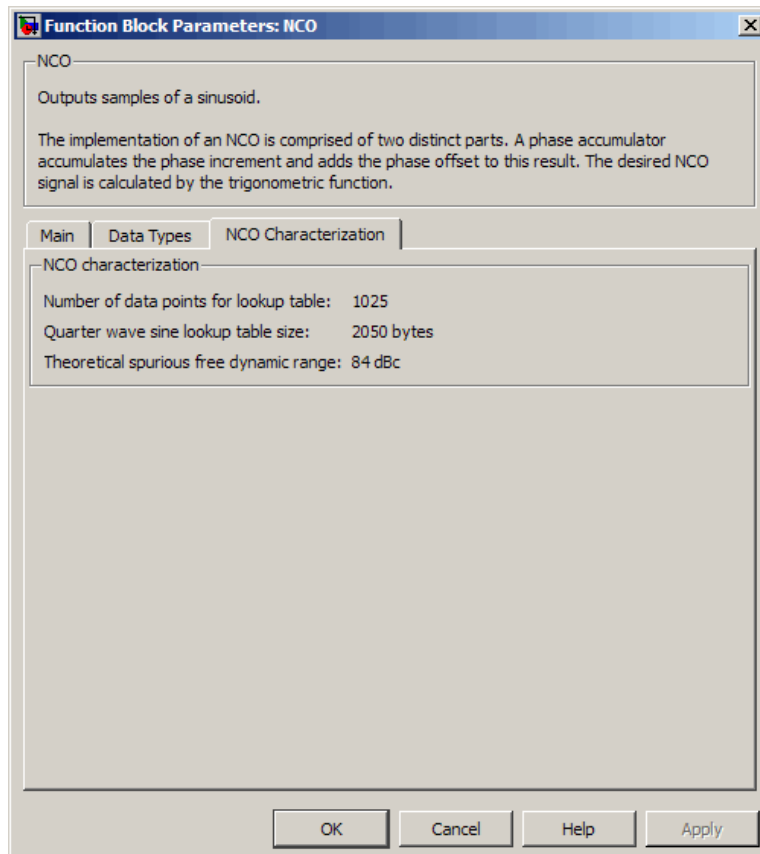 Function Block Parameters: NCO
NCO
Outputs samples of a sinusoid.
The implementation of an NCO is comprised of two distinct parts. A phase accumulator
accumulates the phase increment and adds the phase offset to this result. The desired NCO
signal is calculated by the trigonometric function.
Main Data Types NCO Characterization
NCO characterization
Number of data points for lookup table: 1025
Quarter wave sine lookup table size: 2050 bytes
Theoretical spurious free dynamic range: 84 dBc
OK Cancel Help Apply